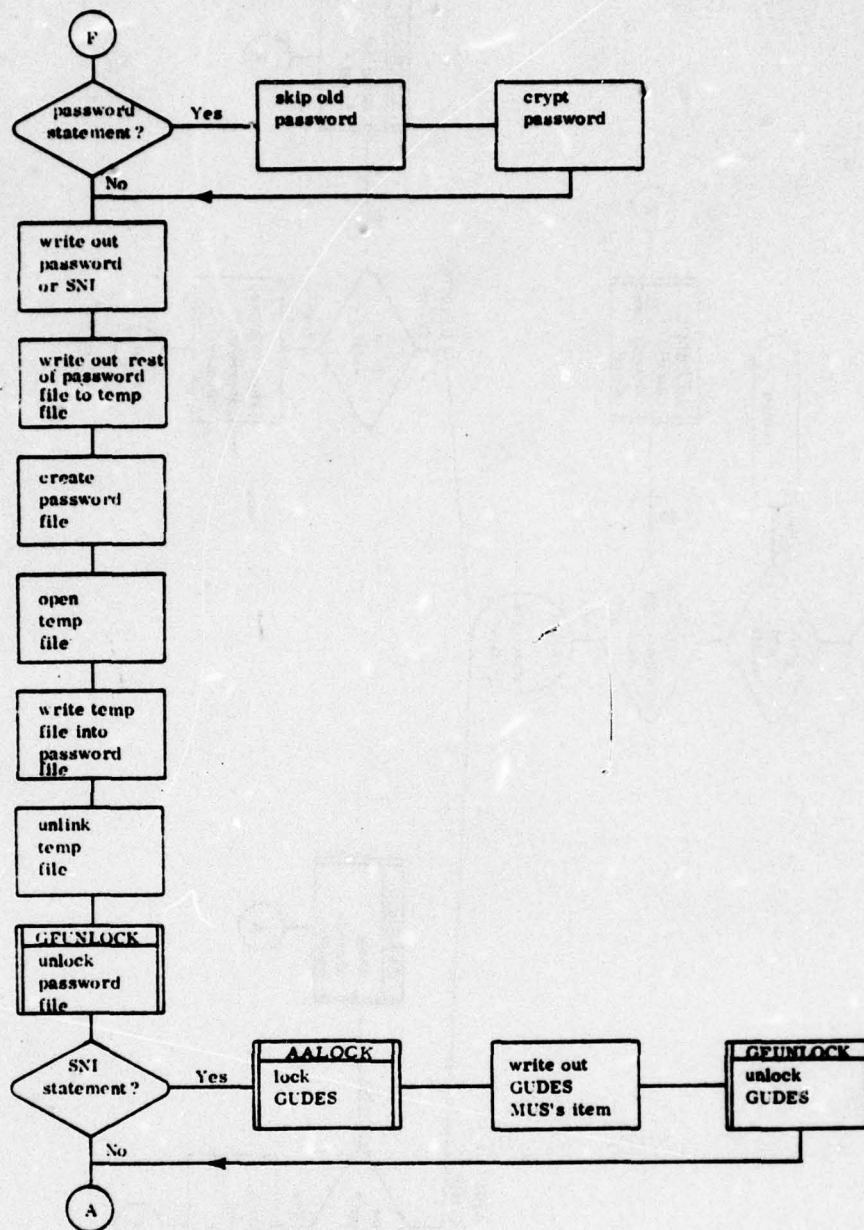 F
password
statement?
Yes
skip old
password
crypt
password
No
write out
password
or SNI
write out rest
of password
file to temp
file
create
password
file
open
temp
file
write temp
file into
password
file
unlink
temp
file
GFUNLOCK
unlock
password
file
SNI
statement?
Yes
AALOCK
lock
GUDES
write out
GUDES
MUS's item
GFUNLOCK
unlock
GUDES
No
A